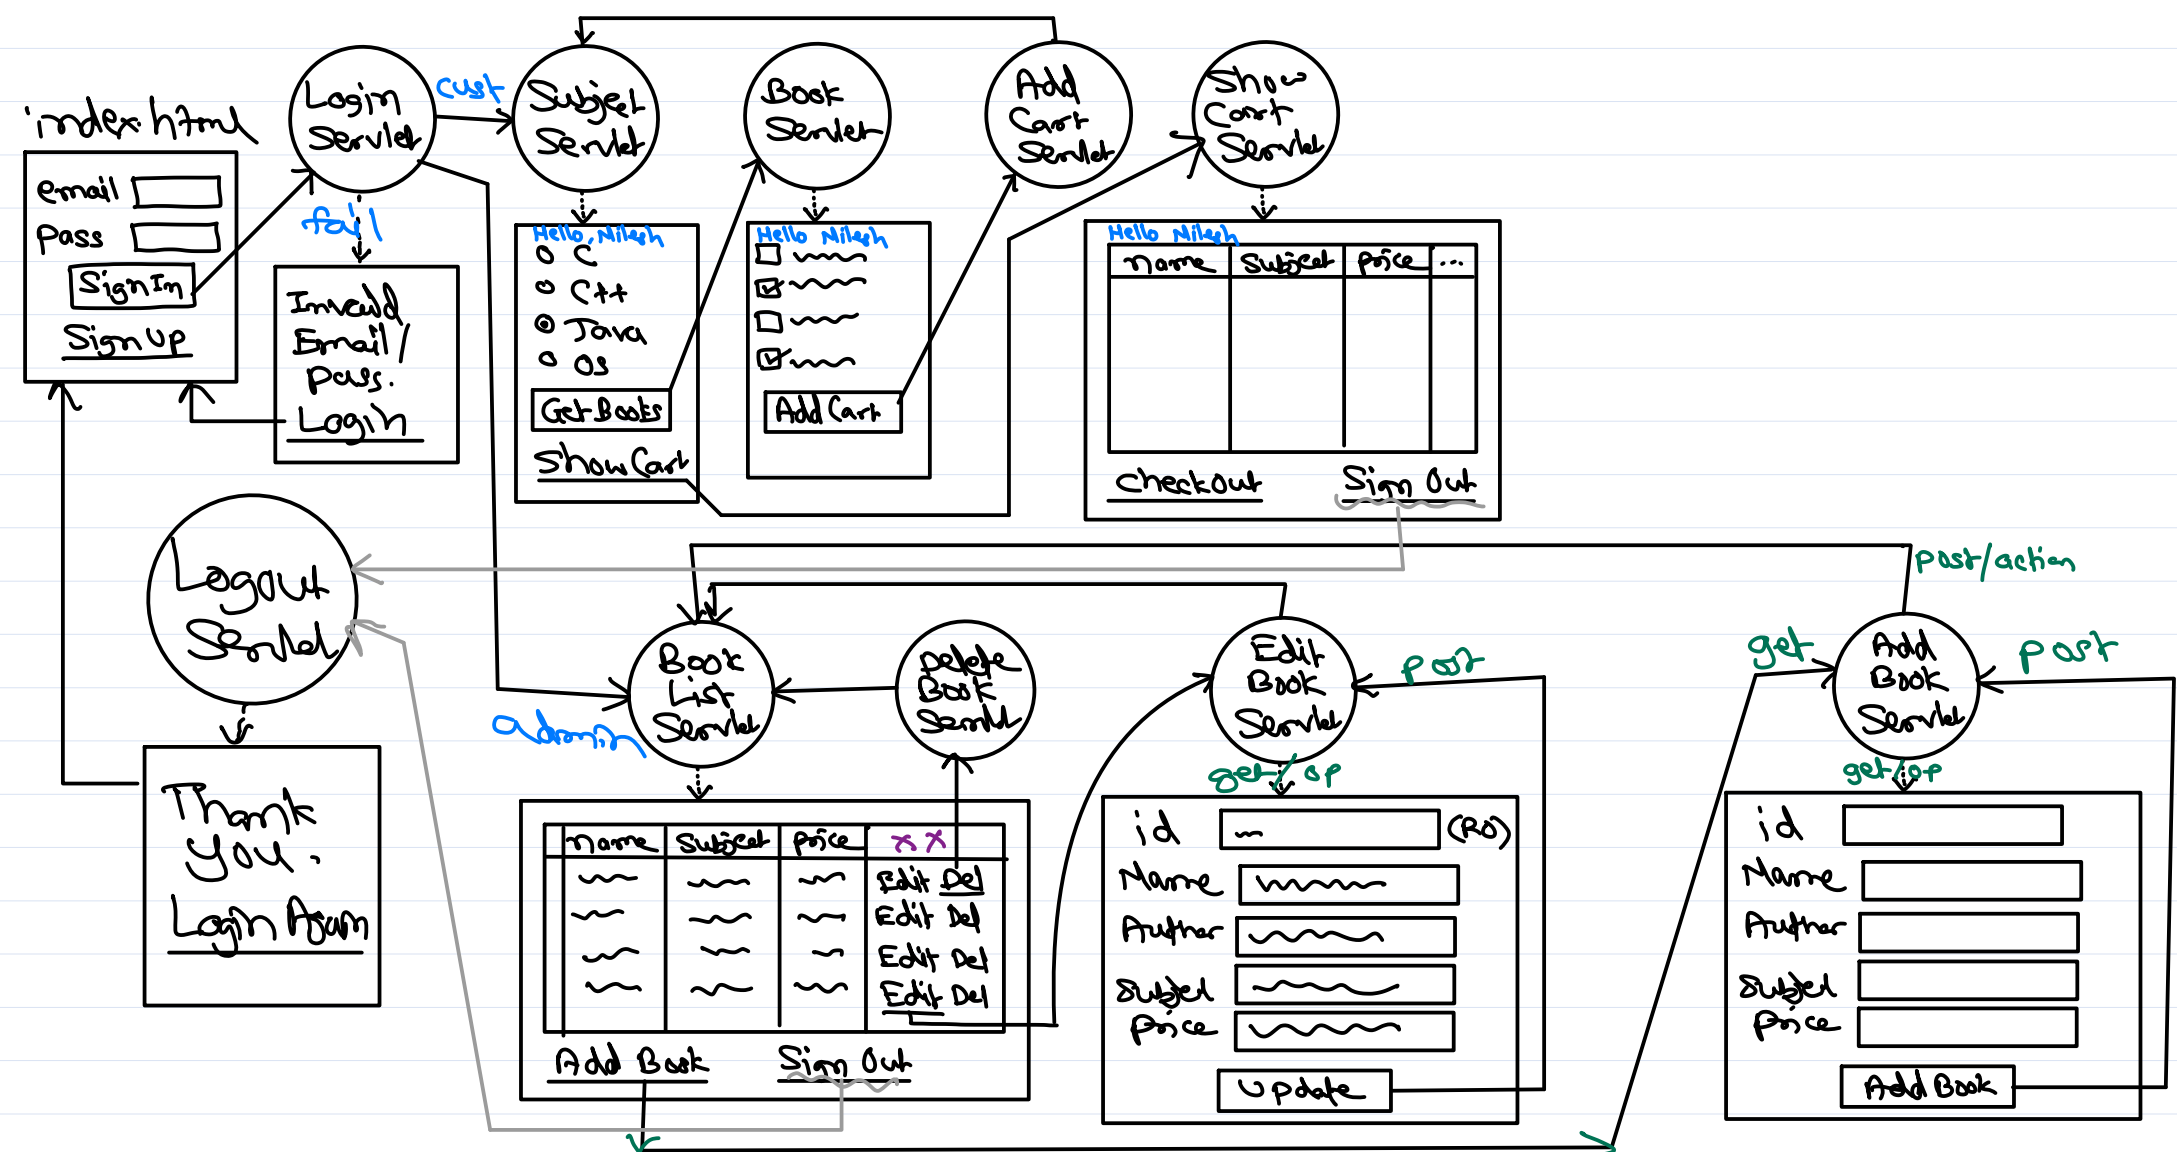 index.html
email
pass
Sign In
Sign Up
Login
Servlet
cust
fail
Invalid
Email/
Pass.
Login
Subject
Servlet
Hello, Nilesh
C
C++
Java
OS
Get Books
Show Cart
Book
Servlet
Hello Nilesh
Add Cart
Add
Cart
Servlet
Show
Cart
Servlet
Hello Nilesh
name subject price ...
Checkout Sign Out
Logout
Servlet
Thank
You.
Login Again
admin
Book
List
Servlet
name subject price x x
Edit Del
Edit Del
Edit Del
Edit Del
Add Book Sign Out
Delete
Book
Servlet
Edit
Book
Servlet
post
get/op
id (RO)
Name
Author
Subject
Price
Update
post/action
get
Add
Book
Servlet
post
get/op
id
Name
Author
Subject
Price
Add Book